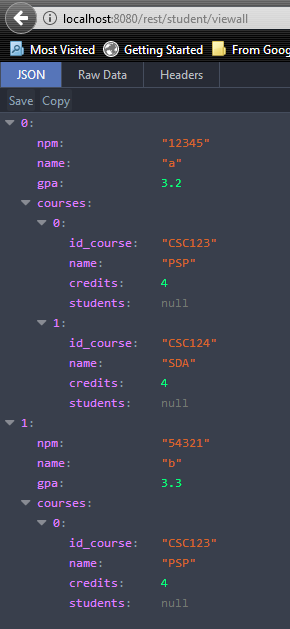 localhost:8080/rest/student/viewall
Most Visited Getting Started From Goog
JSON Raw Data Headers
Save Copy
0:
npm: "12345"
name: "a"
gpa: 3.2
courses:
0:
id_course: "CSC123"
name: "PSP"
credits: 4
students: null
1:
id_course: "CSC124"
name: "SDA"
credits: 4
students: null
1:
npm: "54321"
name: "b"
gpa: 3.3
courses:
0:
id_course: "CSC123"
name: "PSP"
credits: 4
students: null